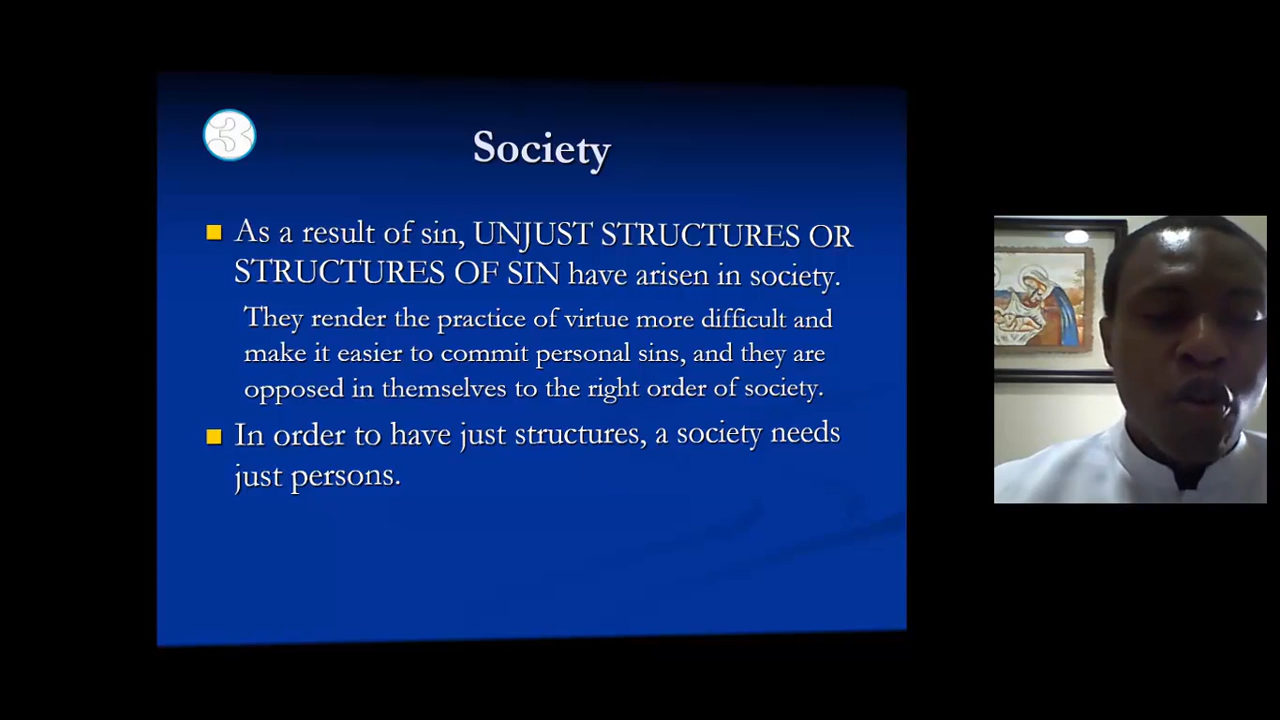 3
Society
As a result of sin, UNJUST STRUCTURES OR
STRUCTURES OF SIN have arisen in society.
They render the practice of virtue more difficult and
make it easier to commit personal sins, and they are
opposed in themselves to the right order of society.
In order to have just structures, a society needs
just persons.